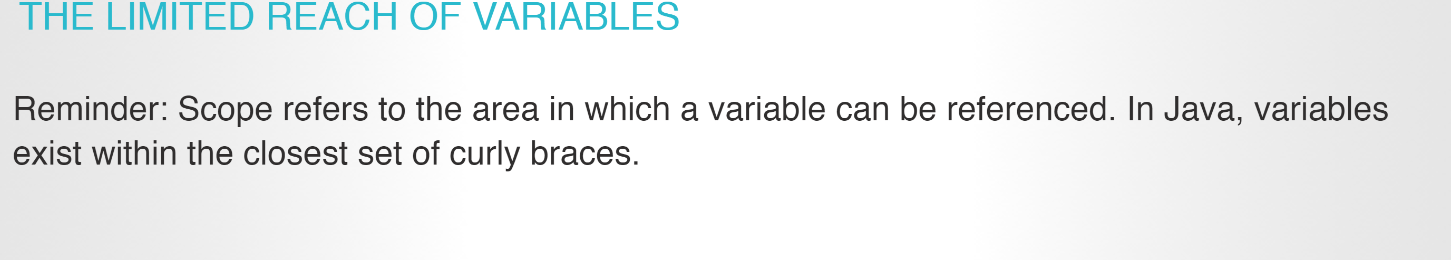 THE LIMITED REACH OF VARIABLES
Reminder: Scope refers to the area in which a variable can be referenced. In Java, variables
exist within the closest set of curly braces.